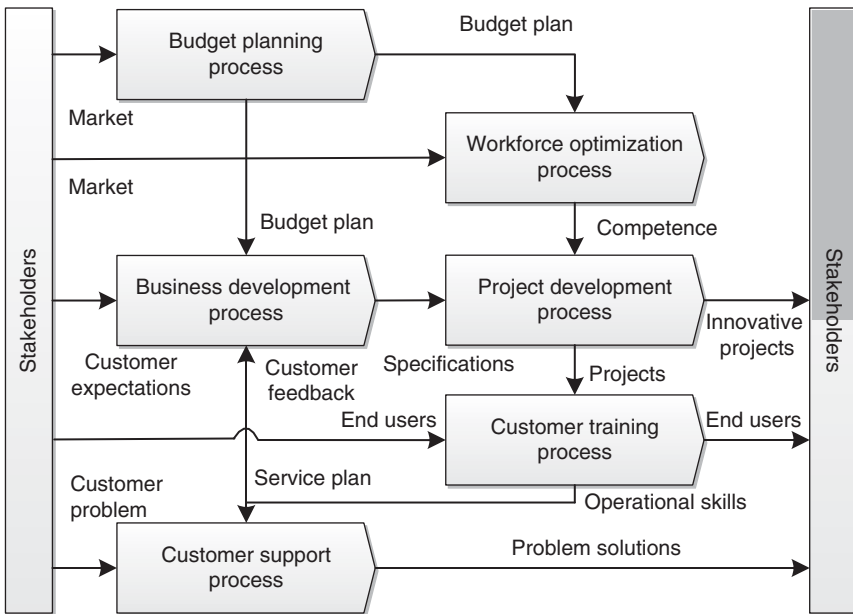 Budget planning
process
Budget plan
Market
Workforce optimization
process
Market
Budget plan
Competence
Stakeholders
Business development
process
Project development
process
Stakeholders
Innovative
projects
Customer
expectations
Customer
feedback
Specifications
Projects
End users
Customer training
process
End users
Service plan
Customer
problem
Operational skills
Customer support
process
Problem solutions